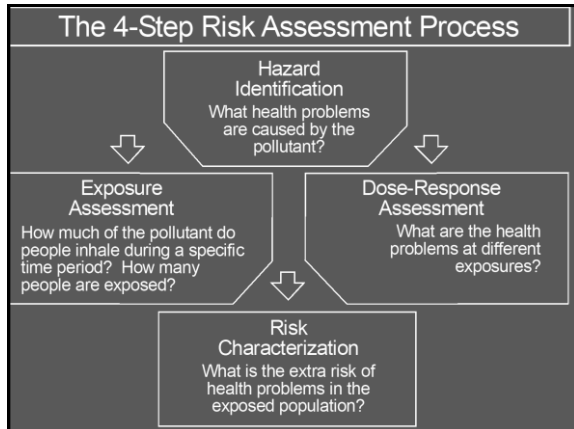 The 4-Step Risk Assessment Process
Hazard
Identification
What health problems
are caused by the
pollutant?
Exposure
Assessment
How much of the pollutant do
people inhale during a specific
time period?  How many
people are exposed?
Dose-Response
Assessment
What are the health
problems at different
exposures?
Risk
Characterization
What is the extra risk of
health problems in the
exposed population?